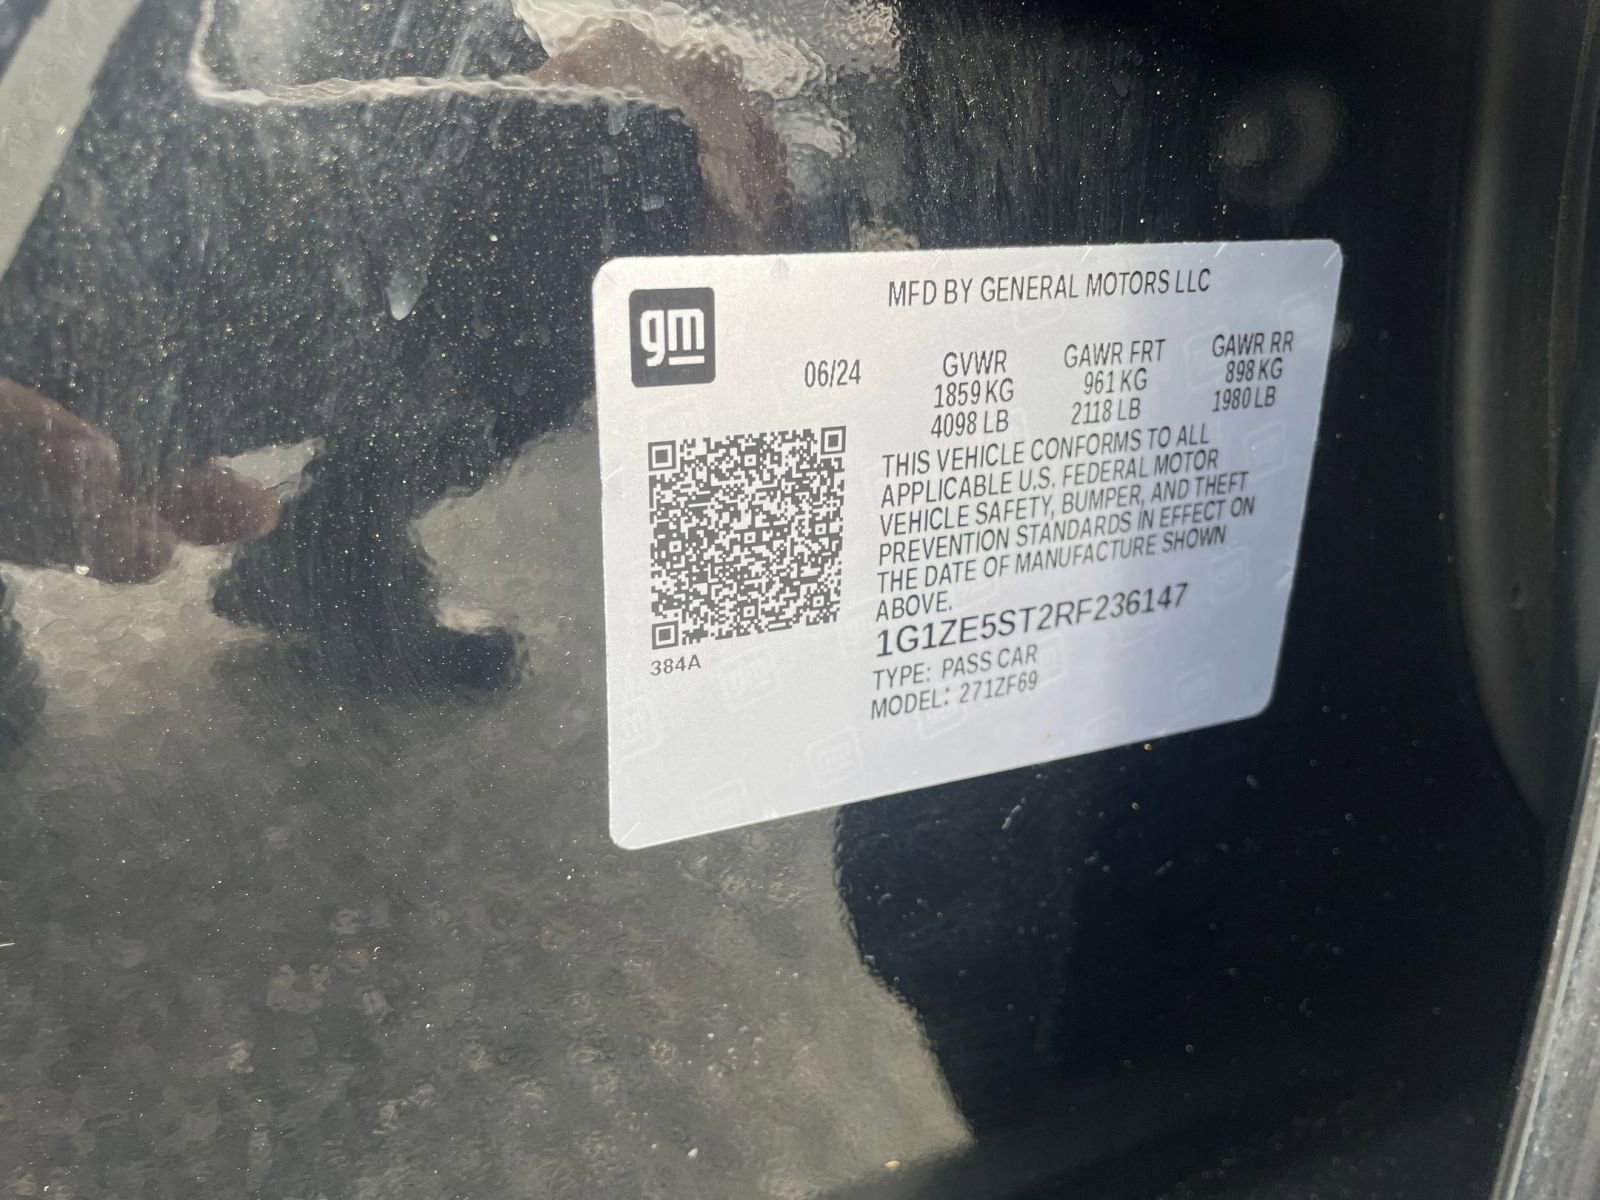 gm
MFD BY GENERAL MOTORS LLC
06/24
GVWR GAWR FRT GAWR RR
1859 KG 961 KG 898 KG
4098 LB 2118 LB 1980 LB
THIS VEHICLE CONFORMS TO ALL
APPLICABLE U.S. FEDERAL MOTOR
VEHICLE SAFETY, BUMPER, AND THEFT
PREVENTION STANDARDS IN EFFECT ON
THE DATE OF MANUFACTURE SHOWN
ABOVE.
1G1ZE5ST2RF236147
TYPE: PASS CAR
MODEL: 271ZF69
384A